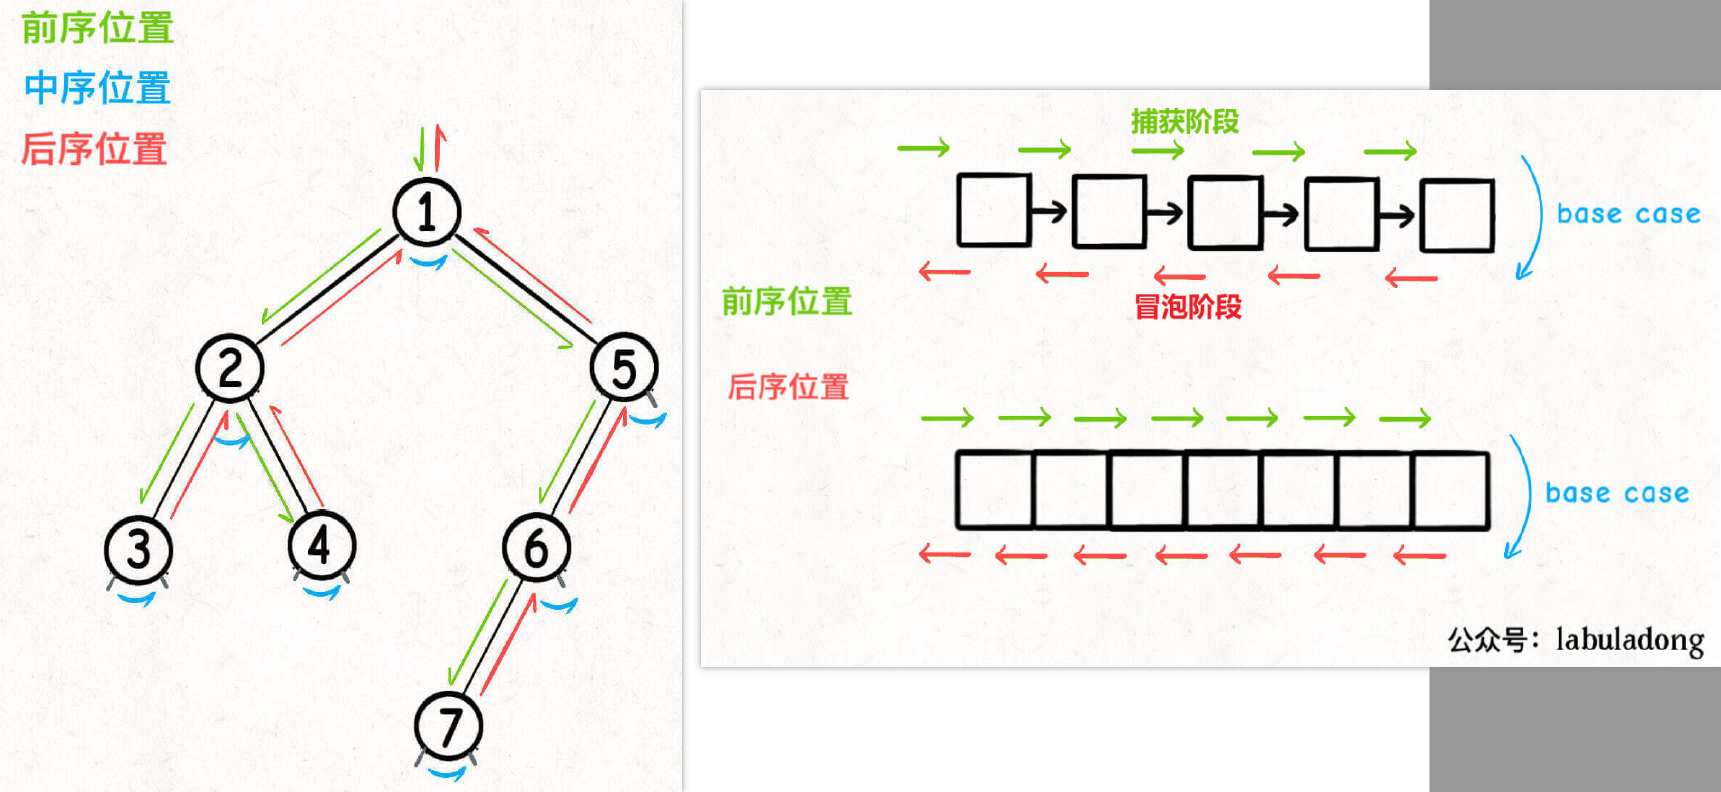 前序位置
中序位置
后序位置
1
2
5
3
4
6
7
捕获阶段
base case
冒泡阶段
前序位置
后序位置
base case
公众号：labuladong